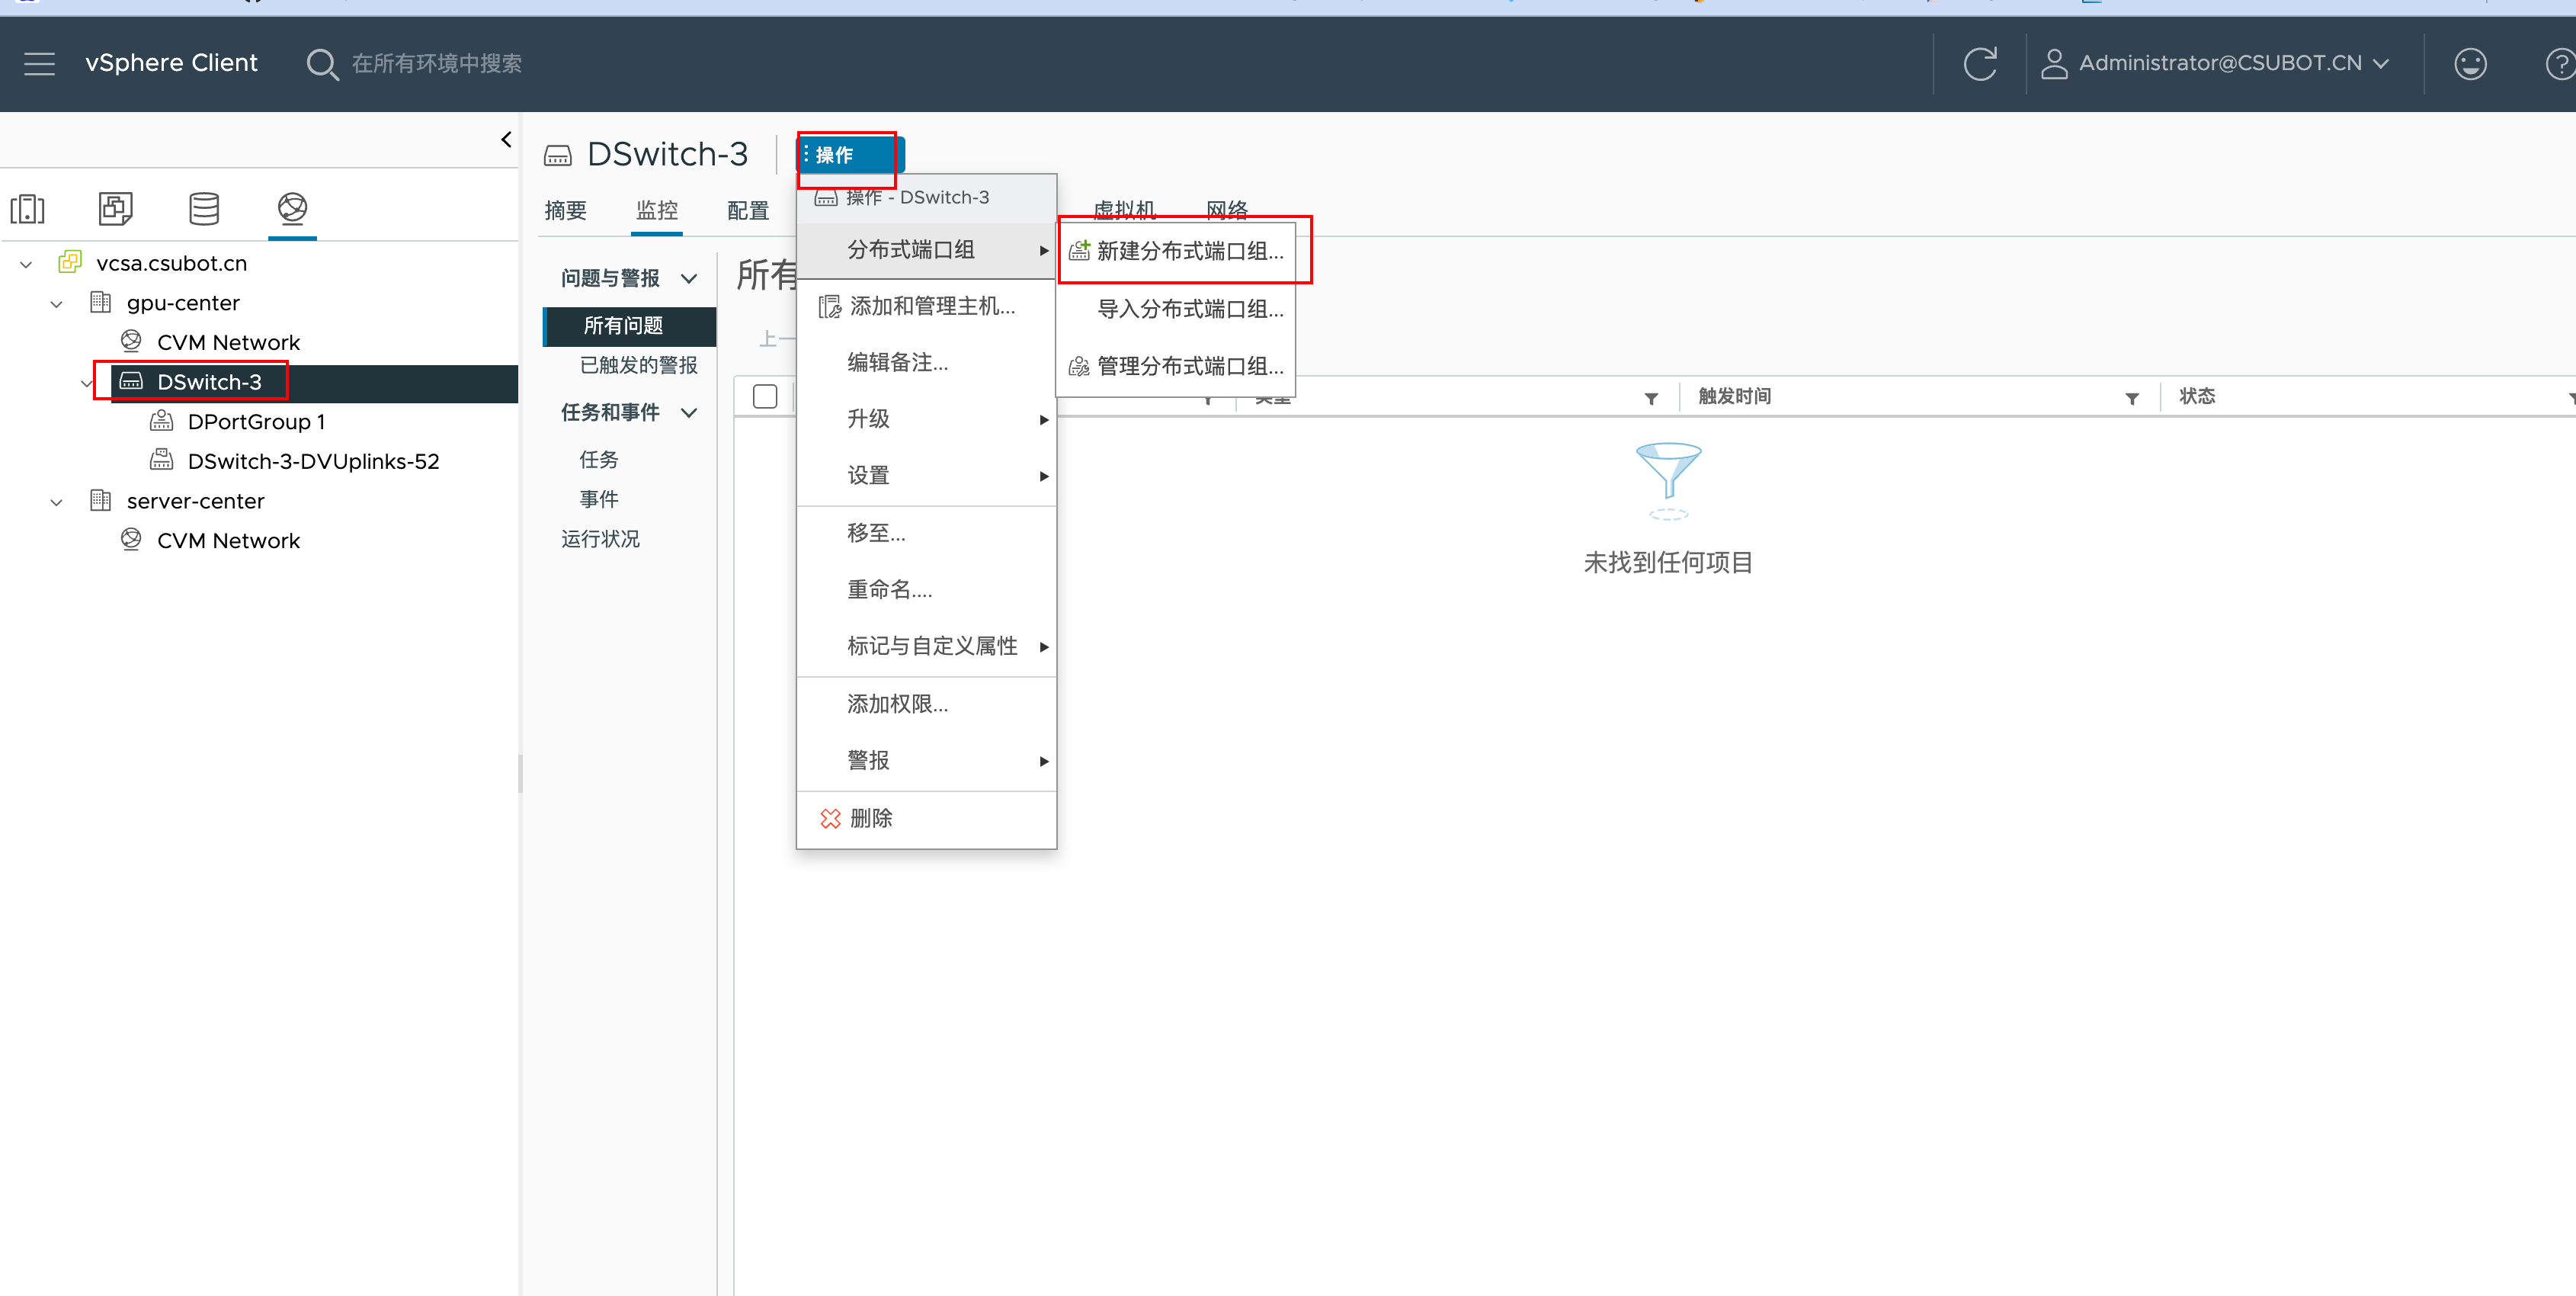 vSphere Client
在所有环境中搜索
Administrator@CSUBOT.CN
vcsa.csubot.cn
gpu-center
CVM Network
DSwitch-3
DPortGroup 1
DSwitch-3-DVUplinks-52
server-center
CVM Network
DSwitch-3
操作
摘要
监控
配置
虚拟机
网络
问题与警报
所有问题
已触发的警报
任务和事件
任务
事件
运行状况
所有
上一
操作 - DSwitch-3
分布式端口组
添加和管理主机...
编辑备注...
升级
设置
移至...
重命名....
标记与自定义属性
添加权限...
警报
删除
新建分布式端口组...
导入分布式端口组...
管理分布式端口组...
类型
触发时间
状态
未找到任何项目